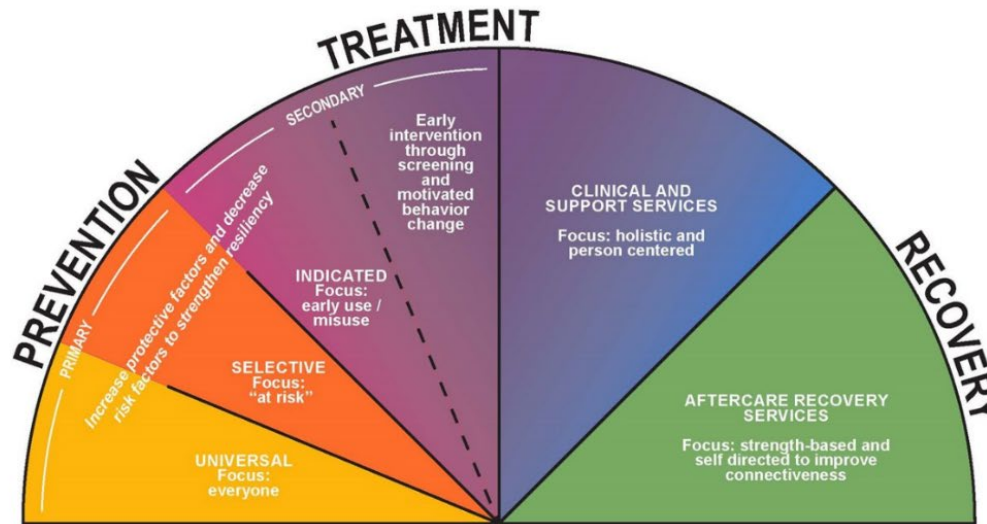 PREVENTION
TREATMENT
RECOVERY
PRIMARY
SECONDARY
Increase protective factors and decrease
risk factors to strengthen resiliency
UNIVERSAL
Focus:
everyone
SELECTIVE
Focus:
"at risk"
INDICATED
Focus:
early use /
misuse
Early
intervention
through
screening
and
motivated
behavior
change
CLINICAL AND
SUPPORT SERVICES
Focus: holistic and
person centered
AFTERCARE RECOVERY
SERVICES
Focus: strength-based and
self directed to improve
connectiveness